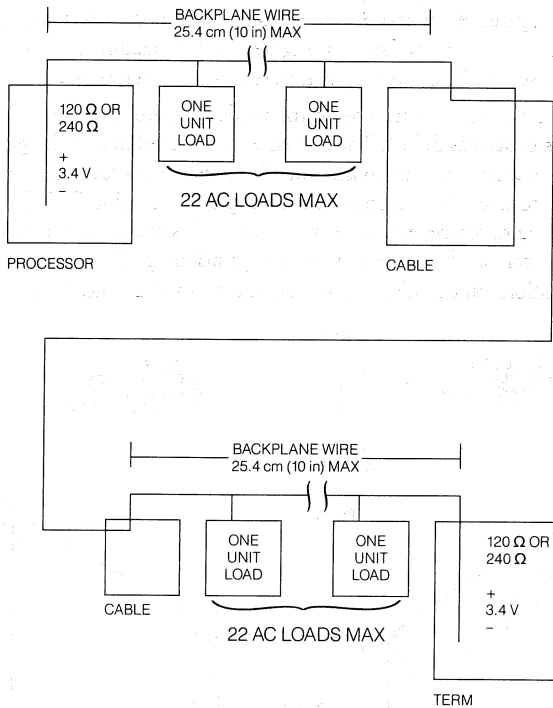 BACKPLANE WIRE
25.4 cm (10 in) MAX
120 Ω OR
240 Ω
+
3.4 V
–
ONE
UNIT
LOAD
ONE
UNIT
LOAD
22 AC LOADS MAX
PROCESSOR
CABLE
BACKPLANE WIRE
25.4 cm (10 in) MAX
ONE
UNIT
LOAD
ONE
UNIT
LOAD
120 Ω OR
240 Ω
+
3.4 V
–
CABLE
22 AC LOADS MAX
TERM